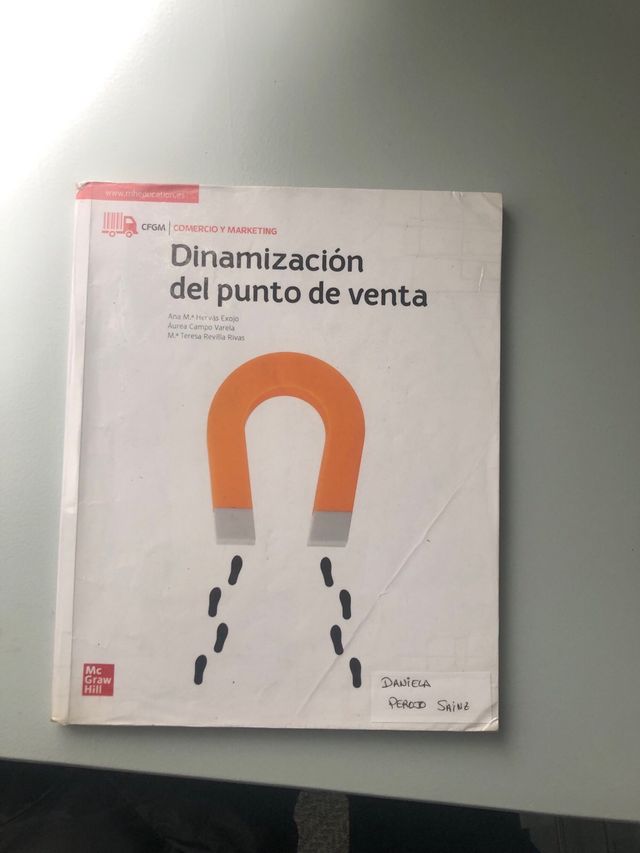 www.mheducation.es
CFGM | COMERCIO Y MARKETING
Dinamización
del punto de venta
Ana M.ª Hervás Exojo
Áurea Campo Varela
M.ª Teresa Revilla Rivas
Mc
Graw
Hill
DANIELA
PEROJO SAINZ